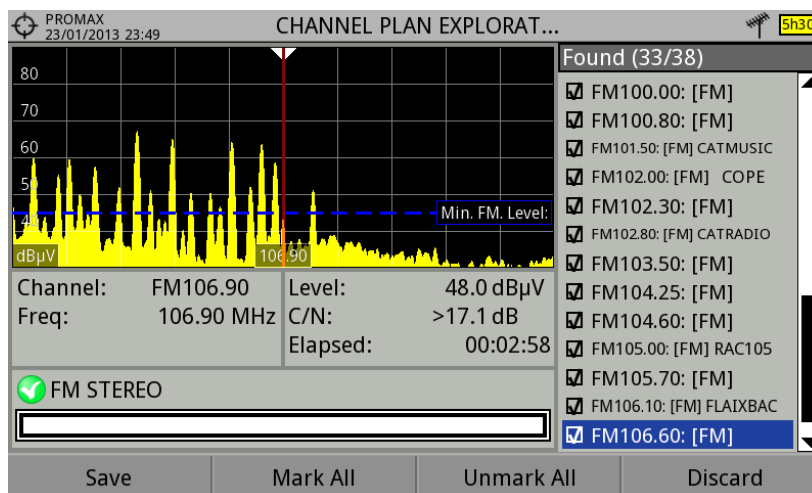 PROMAX
23/01/2013 23:49
CHANNEL PLAN EXPLORAT...
5h30
80
70
60
50
40
dBµV
Min. FM. Level:
106.90
Channel: FM106.90
Freq: 106.90 MHz
Level: 48.0 dBµV
C/N: >17.1 dB
Elapsed: 00:02:58
FM STEREO
Found (33/38)
FM100.00: [FM]
FM100.80: [FM]
FM101.50: [FM] CATMUSIC
FM102.00: [FM] COPE
FM102.30: [FM]
FM102.80: [FM] CATRADIO
FM103.50: [FM]
FM104.25: [FM]
FM104.60: [FM]
FM105.00: [FM] RAC105
FM105.70: [FM]
FM106.10: [FM] FLAIXBAC
FM106.60: [FM]
Save
Mark All
Unmark All
Discard